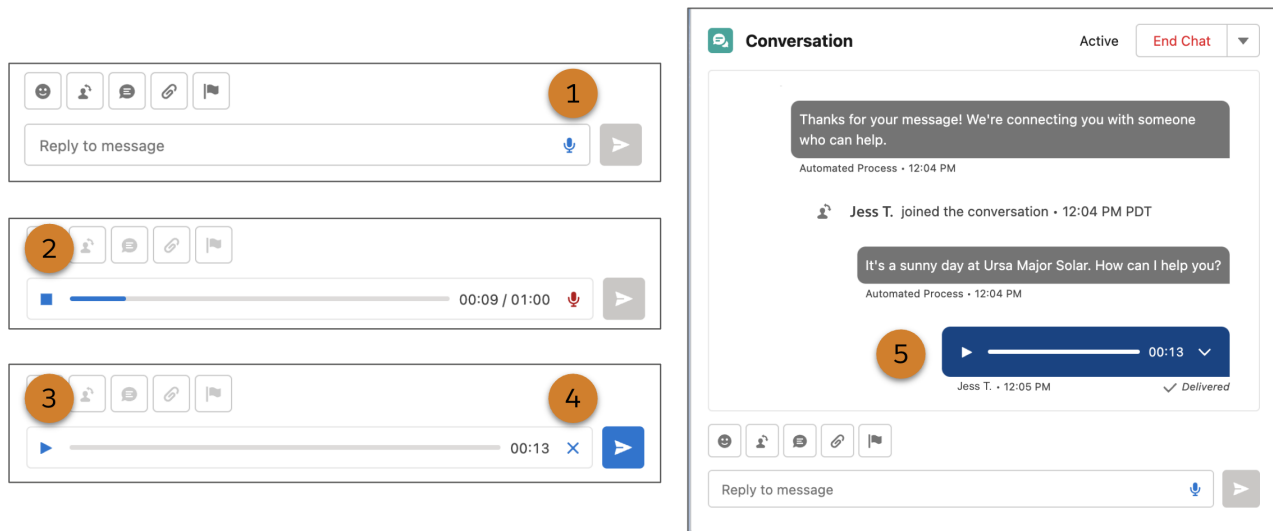 1
Reply to message
2
00:09 / 01:00
3
4
00:13
Conversation
Active
End Chat
Thanks for your message! We're connecting you with someone
who can help.
Automated Process • 12:04 PM
Jess T. joined the conversation • 12:04 PM PDT
It's a sunny day at Ursa Major Solar. How can I help you?
Automated Process • 12:04 PM
5
00:13
Jess T. • 12:05 PM
Delivered
Reply to message